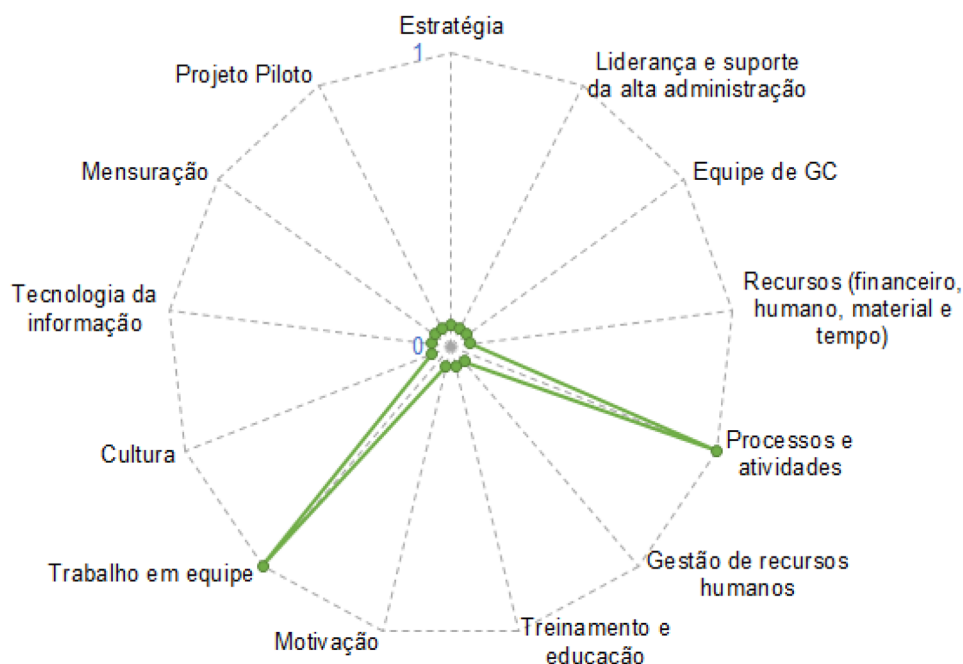 Estratégia
1
Liderança e suporte
da alta administração
Equipe de GC
Recursos (financeiro,
humano, material e
tempo)
Processos e
atividades
Gestão de recursos
humanos
Treinamento e
educação
Motivação
Trabalho em equipe
Cultura
Tecnologia da
informação
Mensuração
Projeto Piloto
0